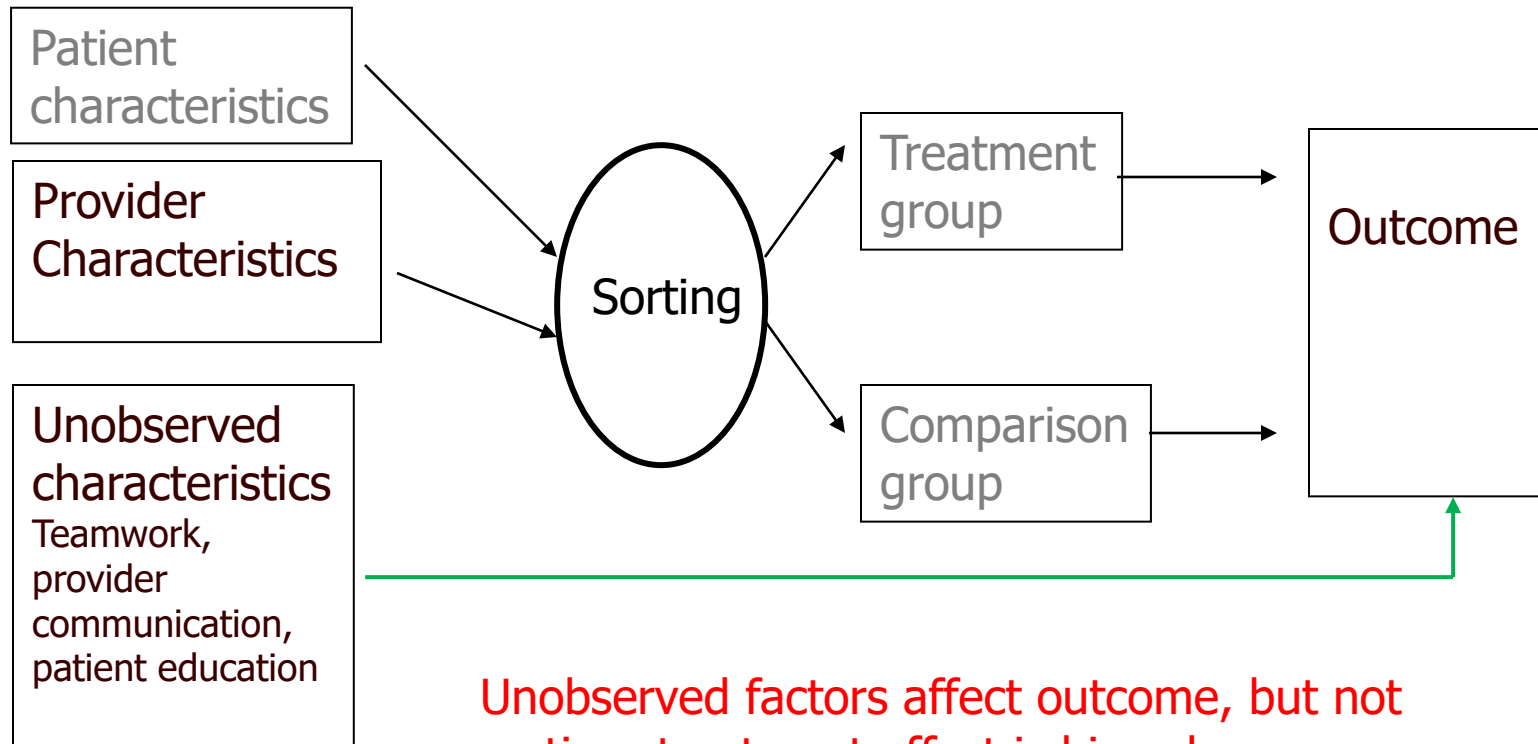 Patient
characteristics
Provider
Characteristics
Unobserved
characteristics
Teamwork,
provider
communication,
patient education
Sorting
Treatment
group
Comparison
group
Outcome
Unobserved factors affect outcome, but not